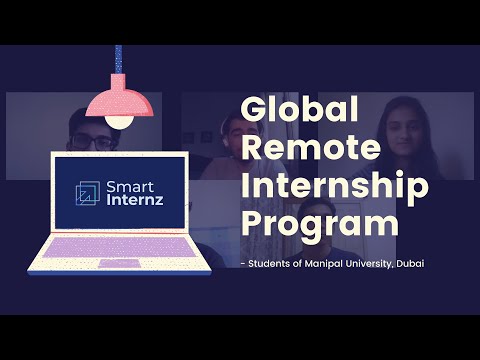 Smart
Internz
Global
Remote
Internship
Program
- Students of Manipal University, Dubai